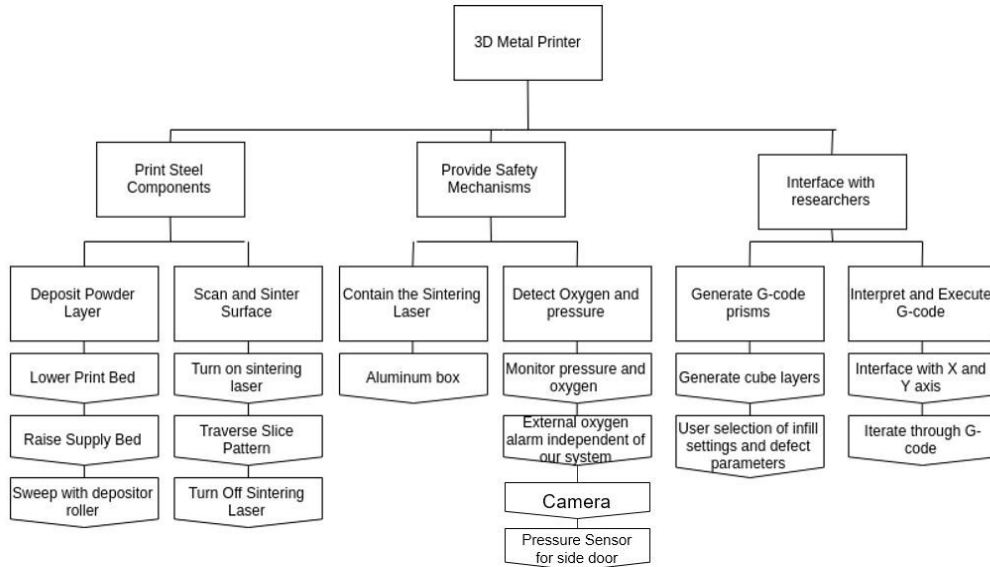 3D Metal Printer
Print Steel
Components
Provide Safety
Mechanisms
Interface with
researchers
Deposit Powder
Layer
Scan and Sinter
Surface
Contain the Sintering
Laser
Detect Oxygen and
pressure
Generate G-code
prisms
Interpret and Execute
G-code
Lower Print Bed
Turn on sintering
laser
Aluminum box
Monitor pressure and
oxygen
Generate cube layers
Interface with X and
Y axis
Raise Supply Bed
Traverse Slice
Pattern
External oxygen
alarm independent of
our system
User selection of infill
settings and defect
parameters
Iterate through G-
code
Sweep with depositor
roller
Turn Off Sintering
Laser
Camera
Pressure Sensor
for side door